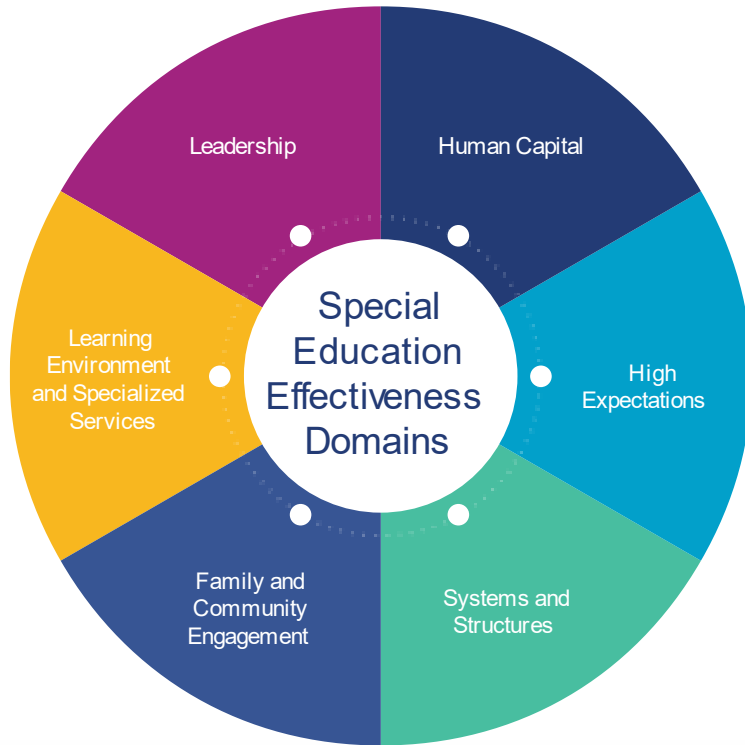 Leadership
Human Capital
Learning
Environment
and Specialized
Services
Special
Education
Effectiveness
Domains
High
Expectations
Family and
Community
Engagement
Systems and
Structures